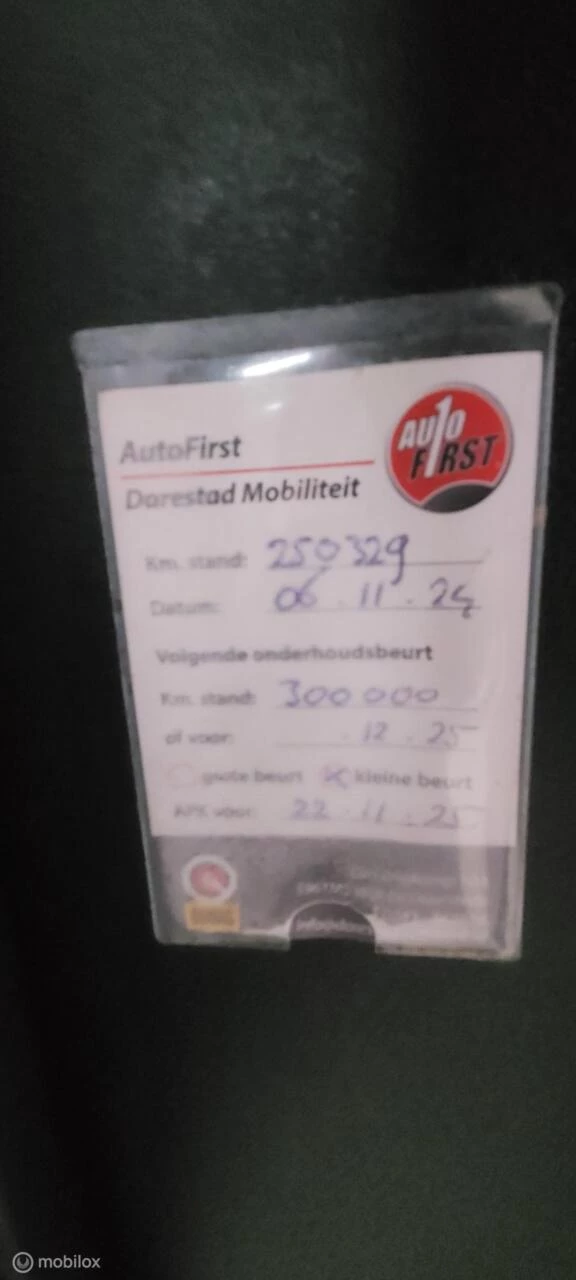 AutoFirst
AUTO FIRST
Dorestad Mobiliteit
Km. stand: 250329
Datum: 06.11.24
Volgende onderhoudsbeurt
Km. stand: 300000
of voor: .12.25
grote beurt kleine beurt
APK voor: 22.11.25
mobilox